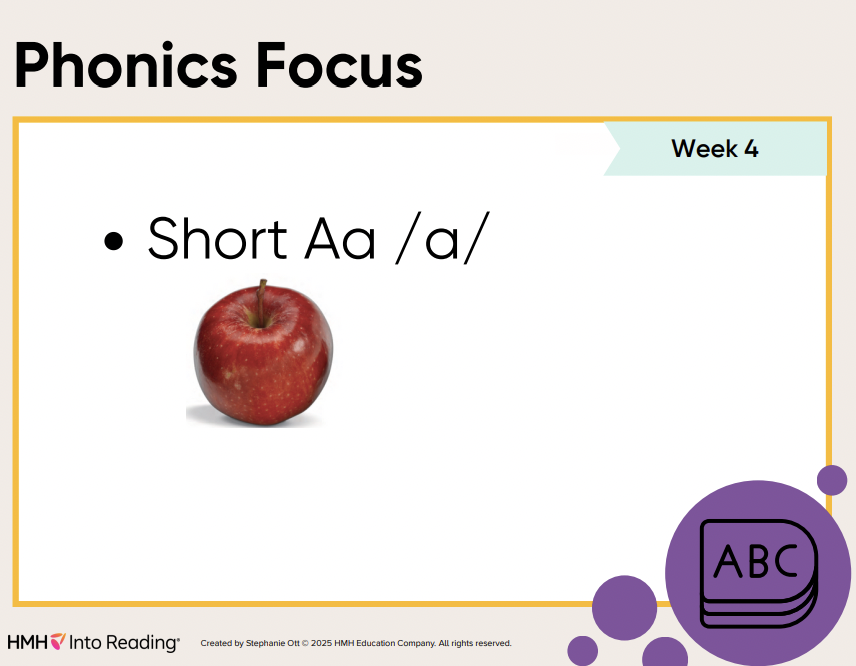 Phonics Focus
Week 4
• Short Aa /a/
ABC
HMH Into Reading® Created by Stephanie Ott © 2025 HMH Education Company. All rights reserved.